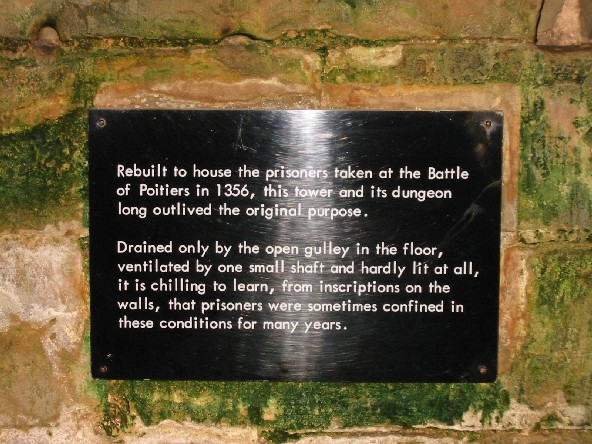 Rebuilt to house the prisoners taken at the Battle
of Poitiers in 1356, this tower and its dungeon
long outlived the original purpose.
Drained only by the open gulley in the floor,
ventilated by one small shaft and hardly lit at all,
it is chilling to learn, from inscriptions on the
walls, that prisoners were sometimes confined in
these conditions for many years.